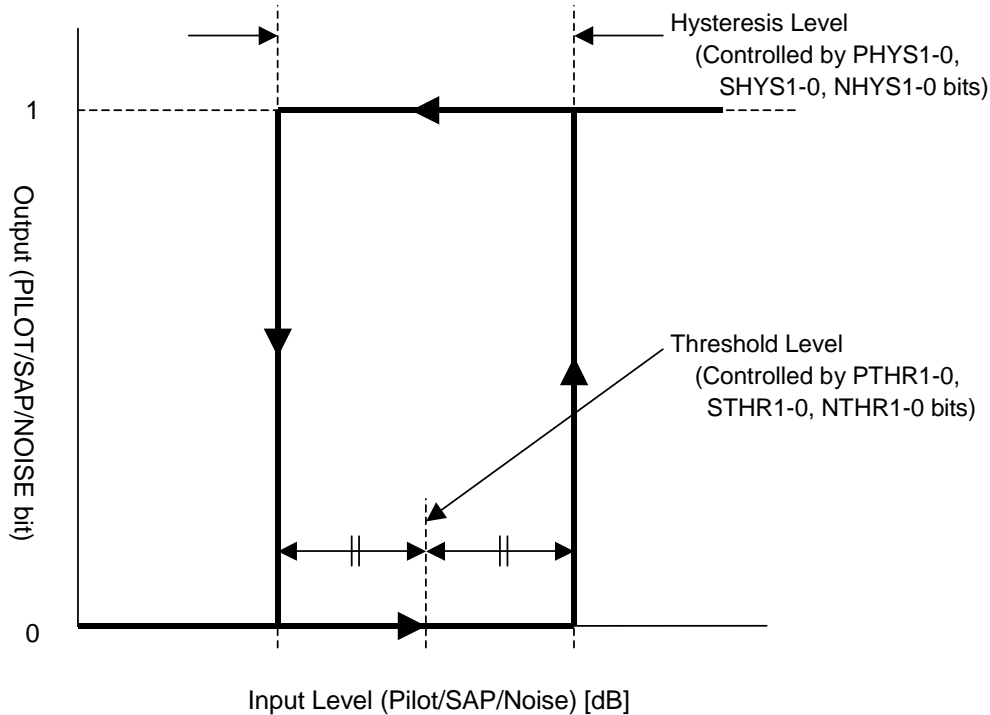 Hysteresis Level
(Controlled by PHYS1-0,
SHYS1-0, NHYS1-0 bits)
1
Output (PILOT/SAP/NOISE bit)
Threshold Level
(Controlled by PTHR1-0,
STHR1-0, NTHR1-0 bits)
0
Input Level (Pilot/SAP/Noise) [dB]